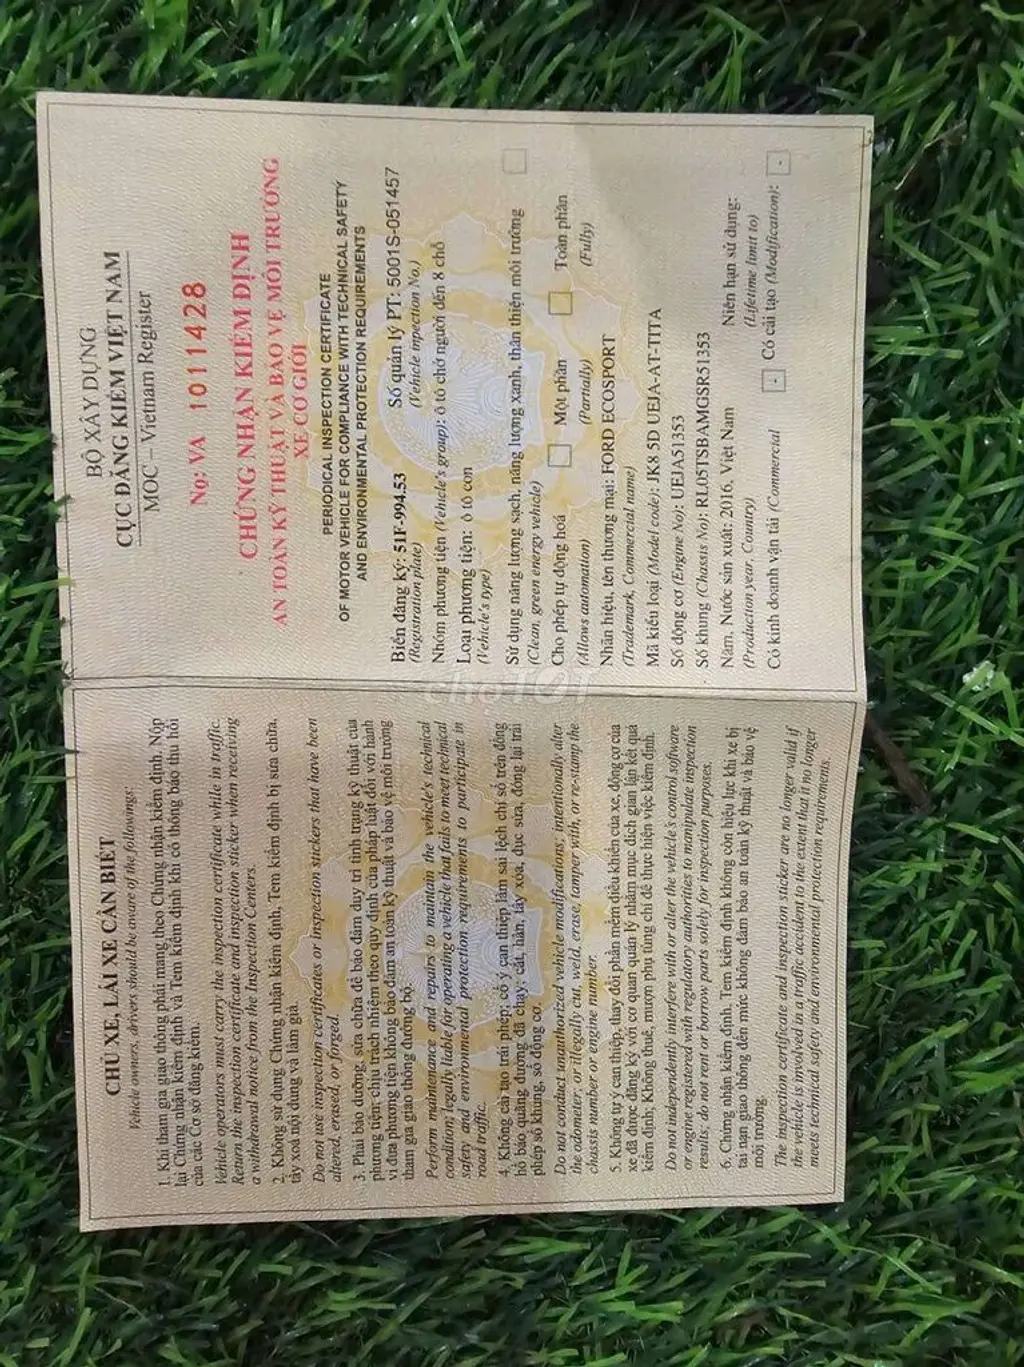 CHỦ XE, LÁI XE CẦN BIẾT
Vehicle owners, drivers should be aware of the followings:
1. Khi tham gia giao thông phải mang theo Chứng nhận kiểm định. Nộp
lại Chứng nhận kiểm định và Tem kiểm định khi có thông báo thu hồi
của các Cơ sở đăng kiểm.
Vehicle operators must carry the inspection certificate while in traffic.
Return the inspection certificate and inspection sticker when receiving
a withdrawal notice from the Inspection Centers.
2. Không sử dụng Chứng nhận kiểm định, Tem kiểm định bị sửa chữa,
tẩy xoá nội dung và làm giả.
Do not use inspection certificates or inspection stickers that have been
altered, erased, or forged.
3. Phải bảo dưỡng, sửa chữa để bảo đảm duy trì tình trạng kỹ thuật của
phương tiện; chịu trách nhiệm theo quy định của pháp luật đối với hành
vi đưa phương tiện không bảo đảm an toàn kỹ thuật và bảo vệ môi trường
tham gia giao thông đường bộ.
Perform maintenance and repairs to maintain the vehicle's technical
condition; legally liable for operating a vehicle that fails to meet technical
safety and environmental protection requirements to participate in
road traffic.
4. Không cải tạo trái phép; cố ý can thiệp làm sai lệch chỉ số trên đồng
hồ báo quãng đường đã chạy; cắt, hàn, tẩy xóa, đục sửa, đóng lại trái
phép số khung, số động cơ
Do not conduct unauthorized vehicle modifications; intentionally alter
the odometer; or illegally cut, weld, erase, tamper with, or re-stamp the
chassis number or engine number.
5. Không tự ý can thiệp, thay đổi phần mềm điều khiển của xe, động cơ của
xe đã được đăng ký với cơ quan quản lý nhằm mục đích gian lận kết quả
kiểm định; Không thuê, mượn phụ tùng chỉ để thực hiện việc kiểm định.
Do not independently interfere with or alter the vehicle's control software
or engine registered with regulatory authorities to manipulate inspection
results; do not rent or borrow parts solely for inspection purposes.
6. Chứng nhận kiểm định, Tem kiểm định không còn hiệu lực khi xe bị
tai nạn giao thông đến mức không đảm bảo an toàn kỹ thuật và bảo vệ
môi trường.
The inspection certificate and inspection sticker are no longer valid if
the vehicle is involved in a traffic accident to the extent that it no longer
meets technical safety and environmental protection requirements.
BỘ XÂY DỰNG
CỤC ĐĂNG KIỂM VIỆT NAM
MOC – Vietnam Register
Nọ: VA 1011428
CHỨNG NHẬN KIỂM ĐỊNH
AN TOÀN KỸ THUẬT VÀ BẢO VỆ MÔI TRƯỜNG
XE CƠ GIỚI
PERIODICAL INSPECTION CERTIFICATE
OF MOTOR VEHICLE FOR COMPLIANCE WITH TECHNICAL SAFETY
AND ENVIRONMENTAL PROTECTION REQUIREMENTS
Biển đăng ký: 51F-994.53 Số quản lý PT: 5001S-051457
(Registration plate) (Vehicle inpection No.)
Nhóm phương tiện (Vehicle's group): ô tô chở người đến 8 chỗ
Loại phương tiện: ô tô con
(Vehicle's type)
Sử dụng năng lượng sạch, năng lượng xanh, thân thiện môi trường
(Clean, green energy vehicle)
Cho phép tự động hoá Một phần Toàn phần
(Allows automation) (Partially) (Fully)
Nhãn hiệu, tên thương mại: FORD ECOSPORT
(Trademark, Commercial name)
Mã kiểu loại (Model code): JK8 5D UEJA-AT-TITA
Số động cơ (Engine No): UEJA51353
Số khung (Chassis No): RL05TSBAMGSR51353
Năm, Nước sản xuất: 2016, Việt Nam Niên hạn sử dụng:
(Production year, Country) (Lifetime limit to)
Có kinh doanh vận tải (Commercial - Có cải tạo (Modification): -
chợTỐT